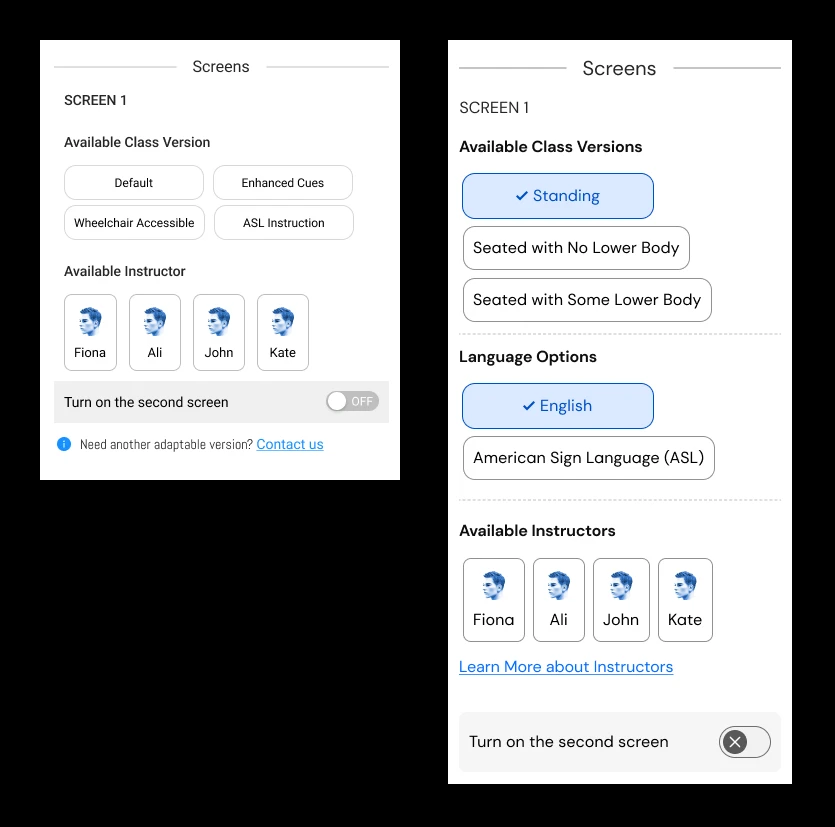 Screens
SCREEN 1
Available Class Version
Default
Enhanced Cues
Wheelchair Accessible
ASL Instruction
Available Instructor
Fiona
Ali
John
Kate
Turn on the second screen
OFF
Need another adaptable version? Contact us
Screens
SCREEN 1
Available Class Versions
Standing
Seated with No Lower Body
Seated with Some Lower Body
Language Options
English
American Sign Language (ASL)
Available Instructors
Fiona
Ali
John
Kate
Learn More about Instructors
Turn on the second screen